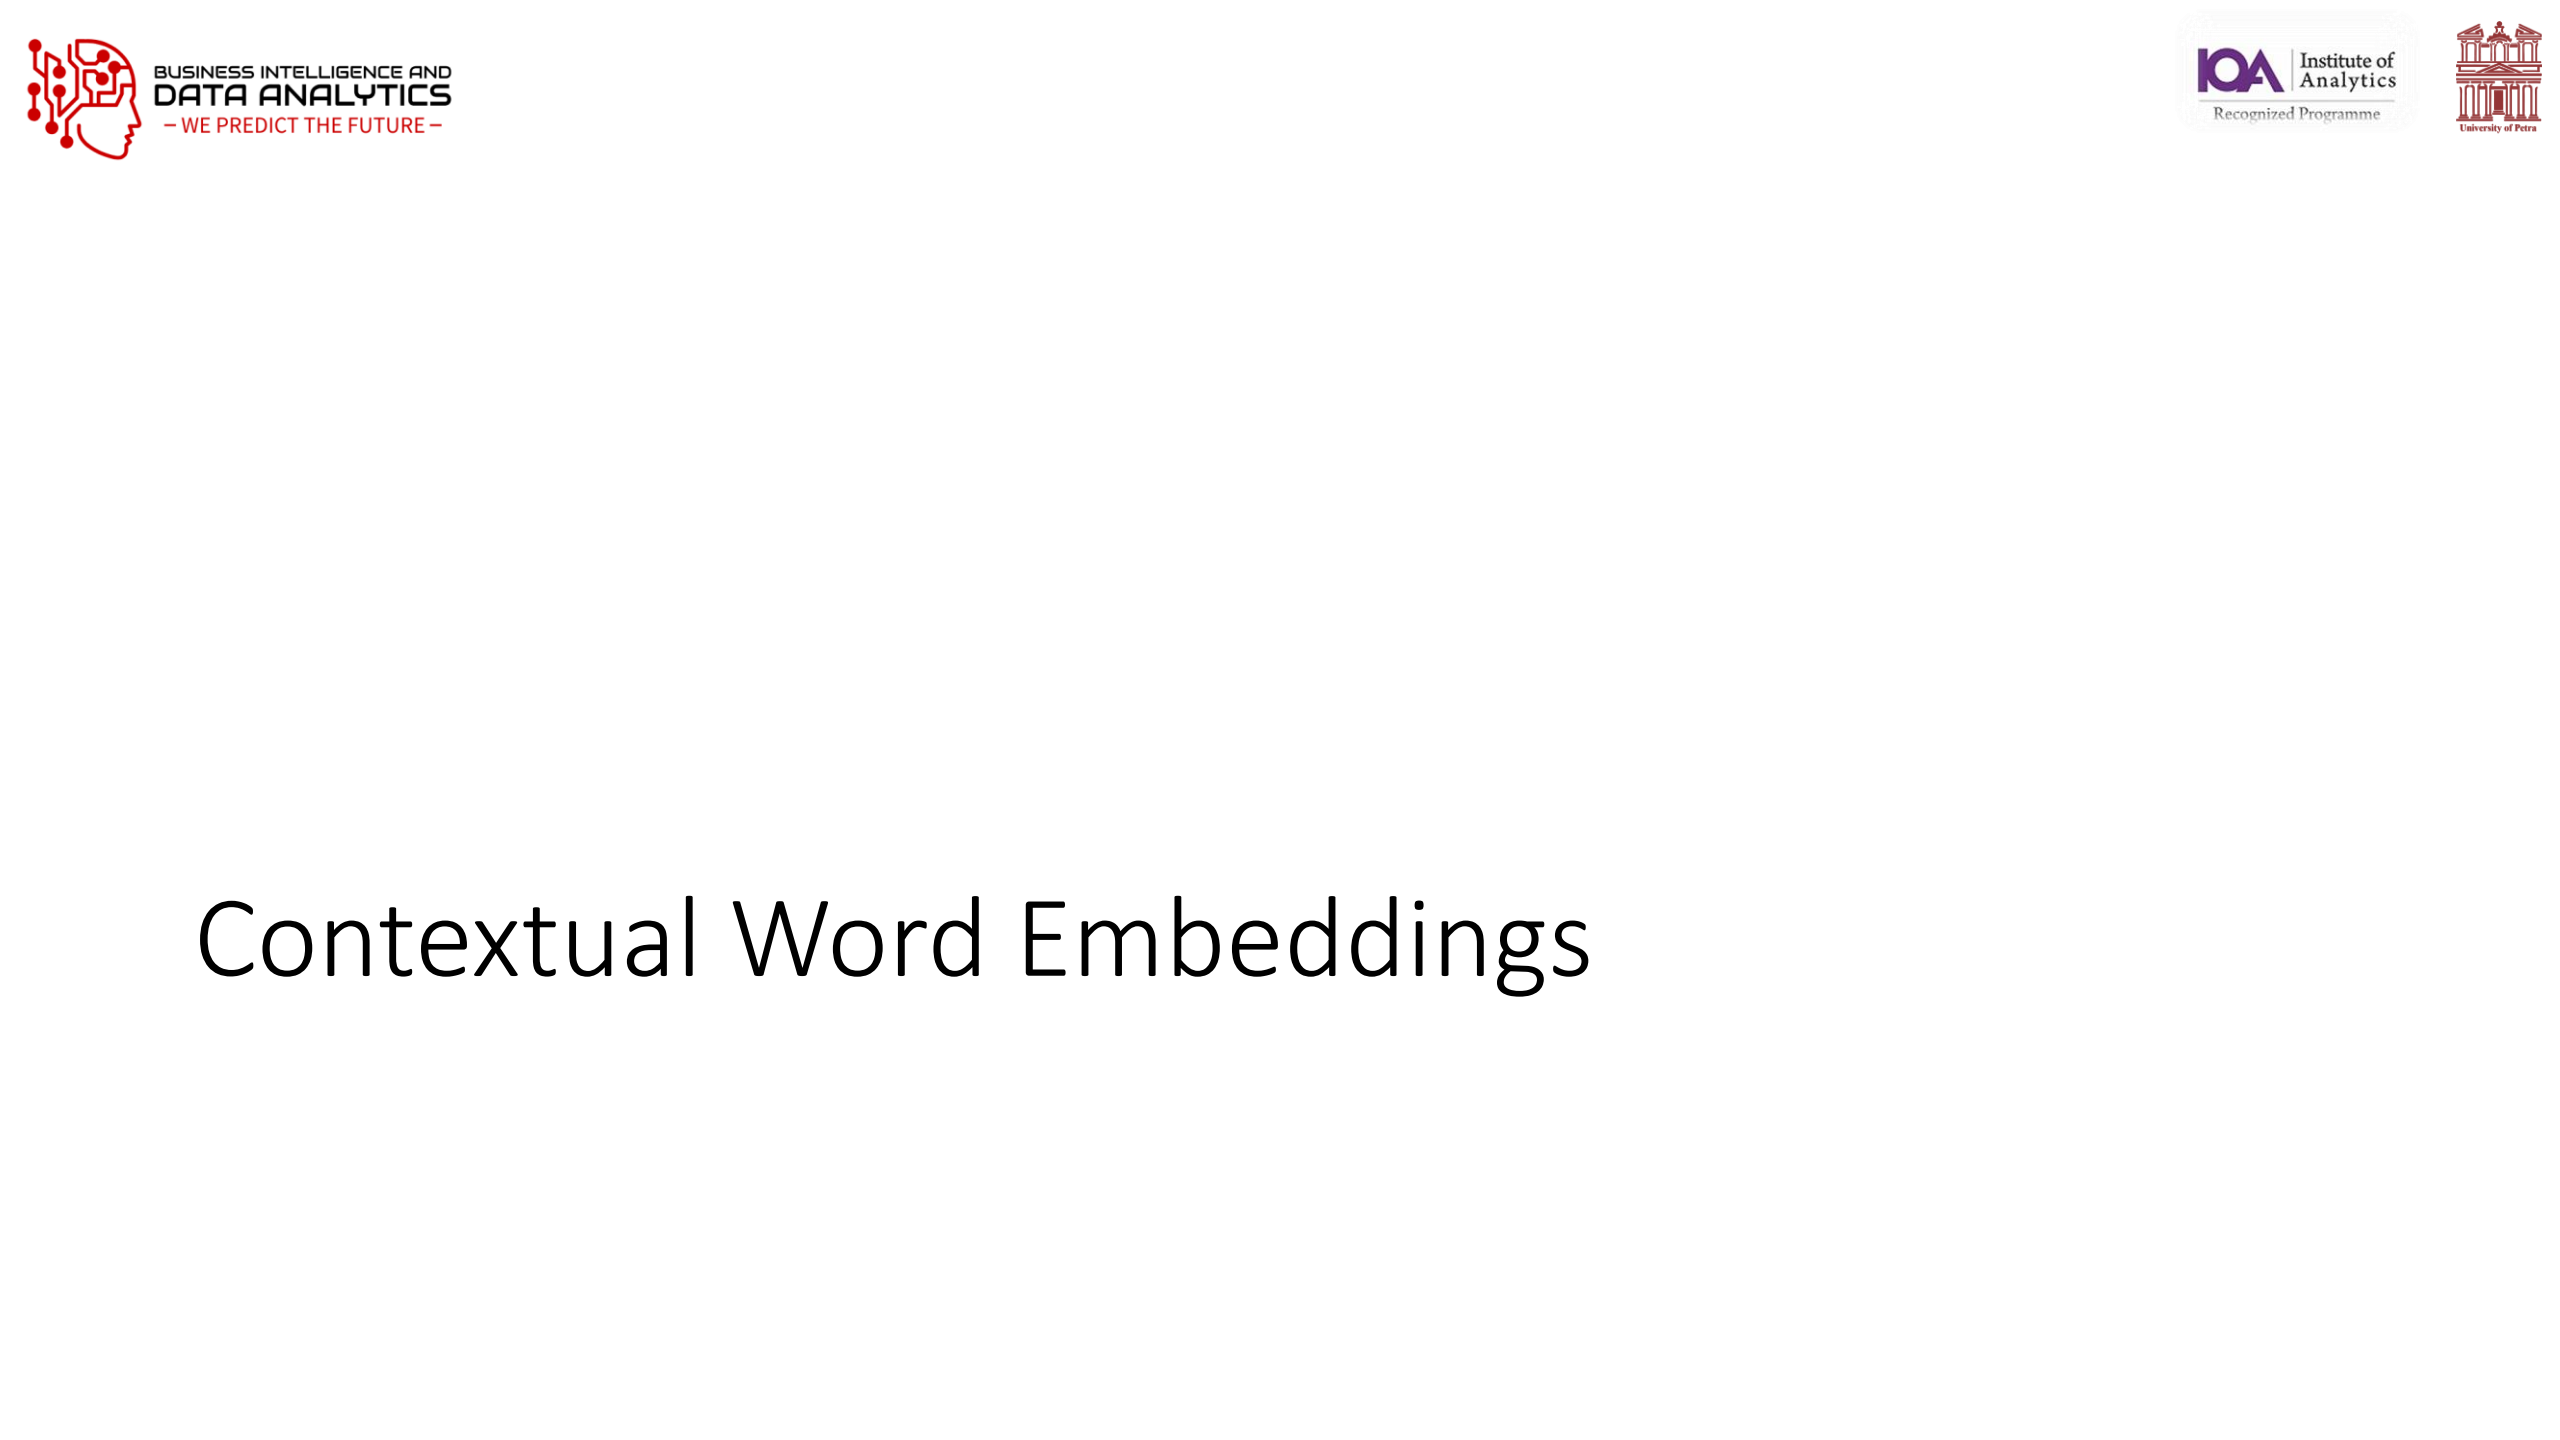 BUSINESS INTELLIGENCE AND
DATA ANALYTICS
– WE PREDICT THE FUTURE –
IOA
Institute of
Analytics
Recognized Programme
University of Petra
Contextual Word Embeddings